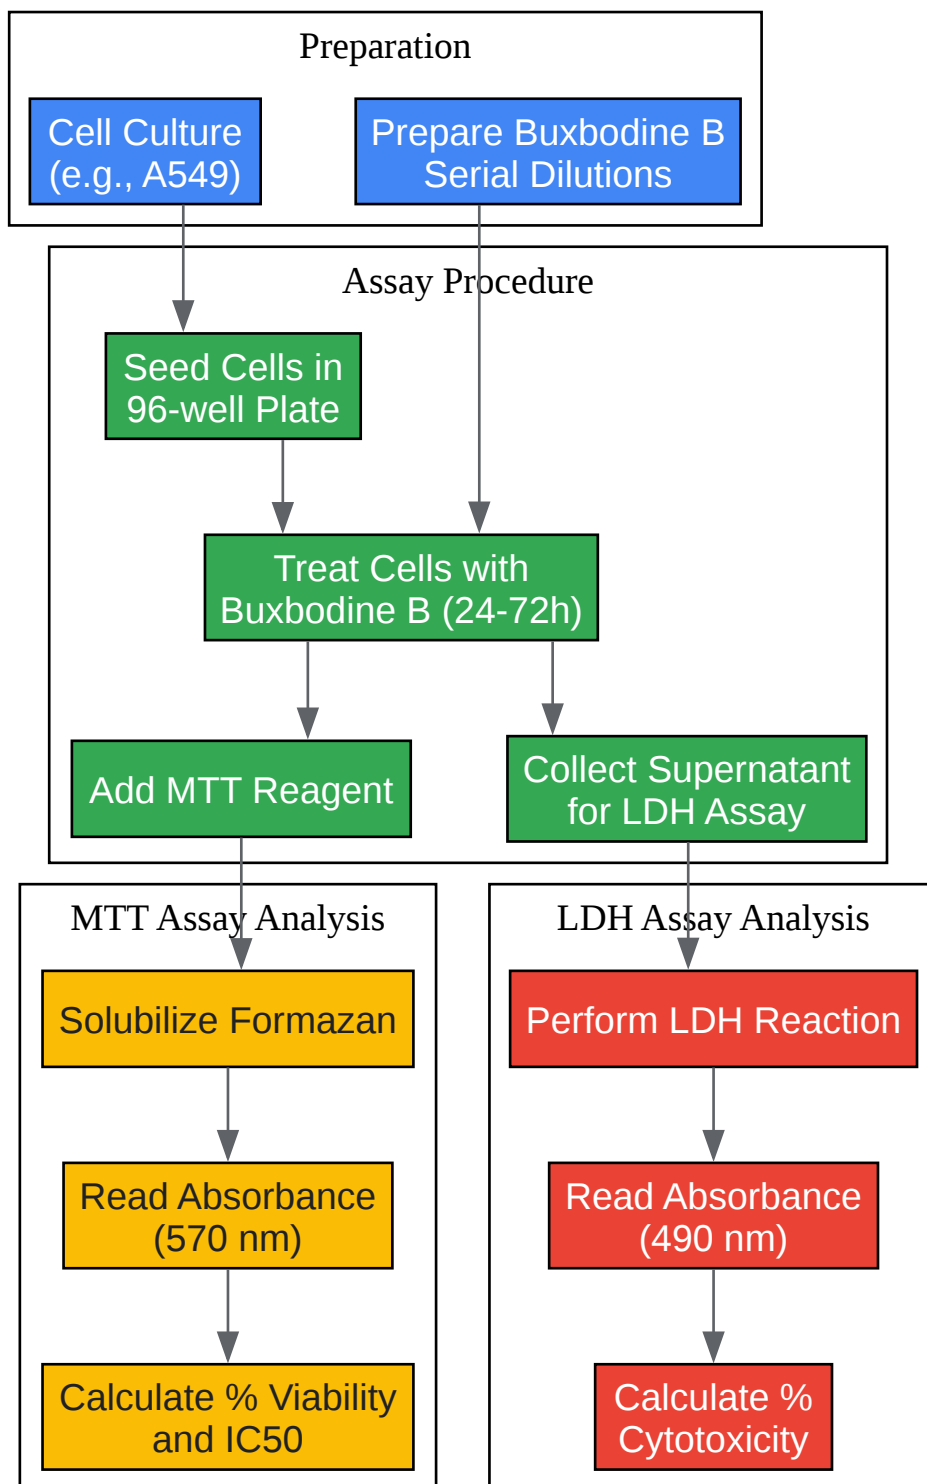 Preparation
Cell Culture
(e.g., A549)
Prepare Buxbodine B
Serial Dilutions
Assay Procedure
Seed Cells in
96-well Plate
Treat Cells with
Buxbodine B (24-72h)
Add MTT Reagent
Collect Supernatant
for LDH Assay
MTT Assay Analysis
Solubilize Formazan
Read Absorbance
(570 nm)
Calculate % Viability
and IC50
LDH Assay Analysis
Perform LDH Reaction
Read Absorbance
(490 nm)
Calculate %
Cytotoxicity